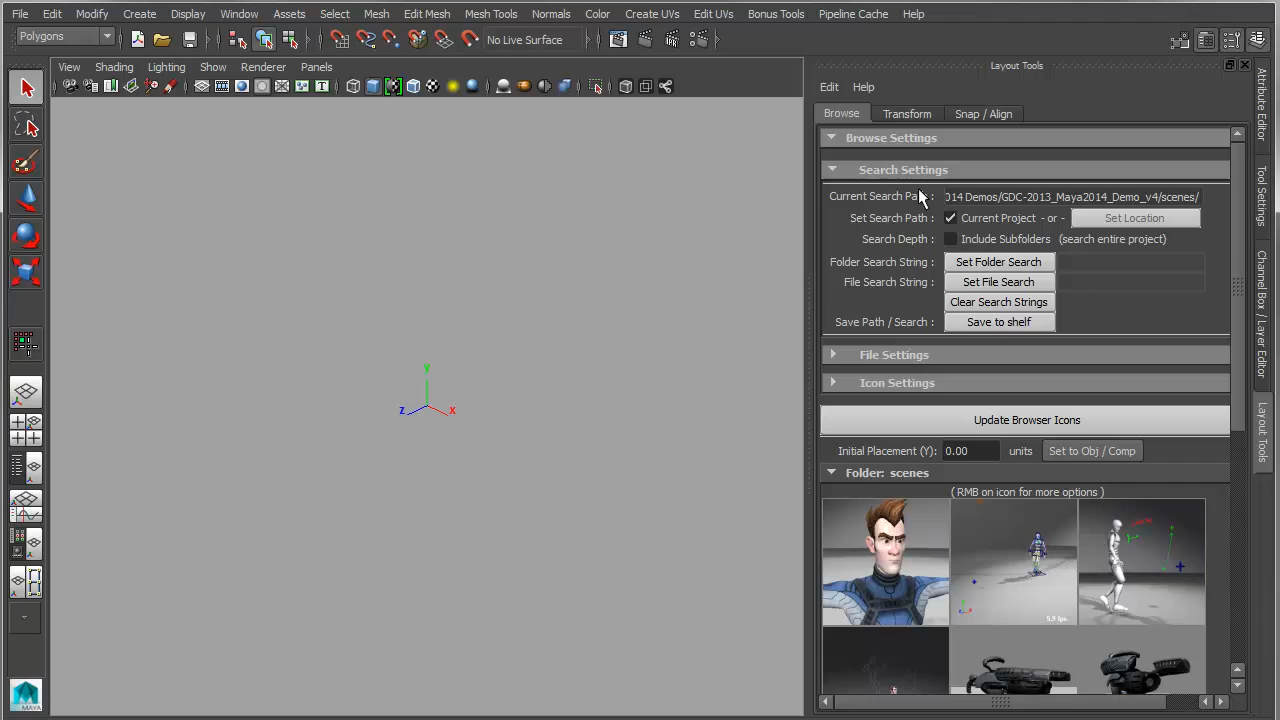 File Edit Modify Create Display Window Assets Select Mesh Edit Mesh Mesh Tools Normals Color Create UVs Edit UVs Bonus Tools Pipeline Cache Help
Polygons No Live Surface
View Shading Lighting Show Renderer Panels
y
z x
MAYA
Layout Tools
Edit Help
Browse Transform Snap / Align
Browse Settings
Search Settings
Current Search Path: 014 Demos/GDC-2013_Maya2014_Demo_v4/scenes/
Set Search Path: Current Project - or - Set Location
Search Depth: Include Subfolders (search entire project)
Folder Search String: Set Folder Search
File Search String: Set File Search
Clear Search Strings
Save Path / Search: Save to shelf
File Settings
Icon Settings
Update Browser Icons
Initial Placement (Y): 0.00 units Set to Obj / Comp
Folder: scenes
( RMB on icon for more options )
Attribute Editor
Tool Settings
Channel Box / Layer Editor
Layout Tools